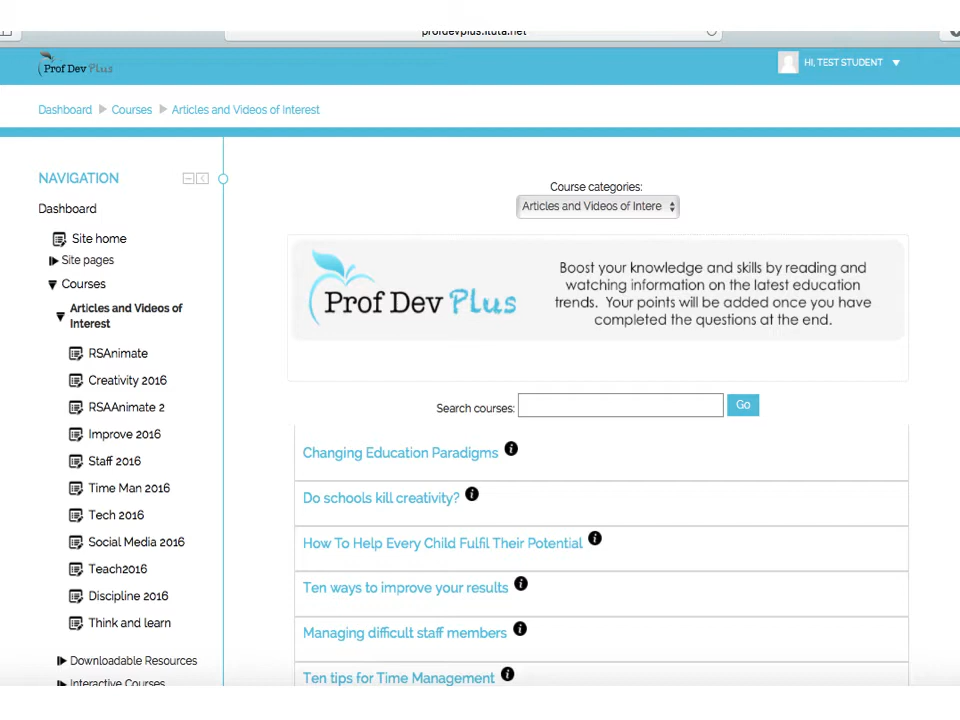 profdevplus.ltuta.net
Prof Dev Plus
HI, TEST STUDENT
Dashboard Courses Articles and Videos of Interest
NAVIGATION
Dashboard
Site home
Site pages
Courses
Articles and Videos of
Interest
RSAnimate
Creativity 2016
RSAAnimate 2
Improve 2016
Staff 2016
Time Man 2016
Tech 2016
Social Media 2016
Teach2016
Discipline 2016
Think and learn
Downloadable Resources
Interactive Courses
Course categories:
Articles and Videos of Intere
Prof Dev Plus
Boost your knowledge and skills by reading and
watching information on the latest education
trends. Your points will be added once you have
completed the questions at the end.
Search courses:
Go
Changing Education Paradigms
Do schools kill creativity?
How To Help Every Child Fulfil Their Potential
Ten ways to improve your results
Managing difficult staff members
Ten tips for Time Management